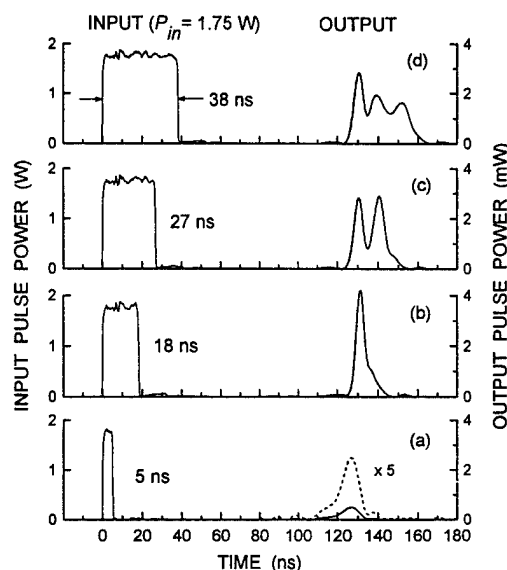 INPUT (P_in = 1.75 W) OUTPUT
INPUT PULSE POWER (W)
OUTPUT PULSE POWER (mW)
2 4
(d)
38 ns
1 2
0 0
2 4
(c)
27 ns
1 2
0 0
2 4
(b)
18 ns
1 2
0 0
2 4
(a)
x 5
5 ns
1 2
0 0
0 20 40 60 80 100 120 140 160 180
TIME (ns)